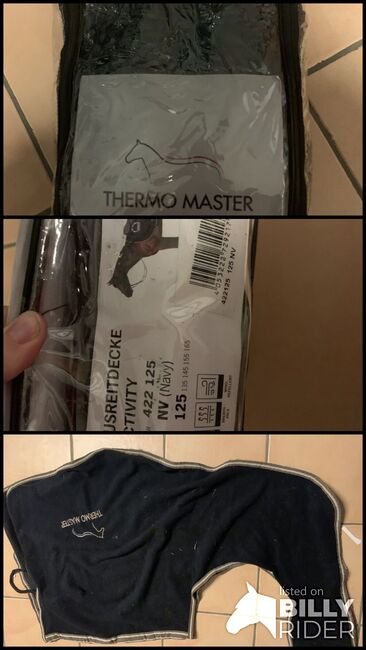 THERMO MASTER
USREITDECKE
CTIVITY
422 125
NV (Navy)
125 135 145 155 165
422125 125 NV
THERMO MASTER
listed on
BILLY
RIDER